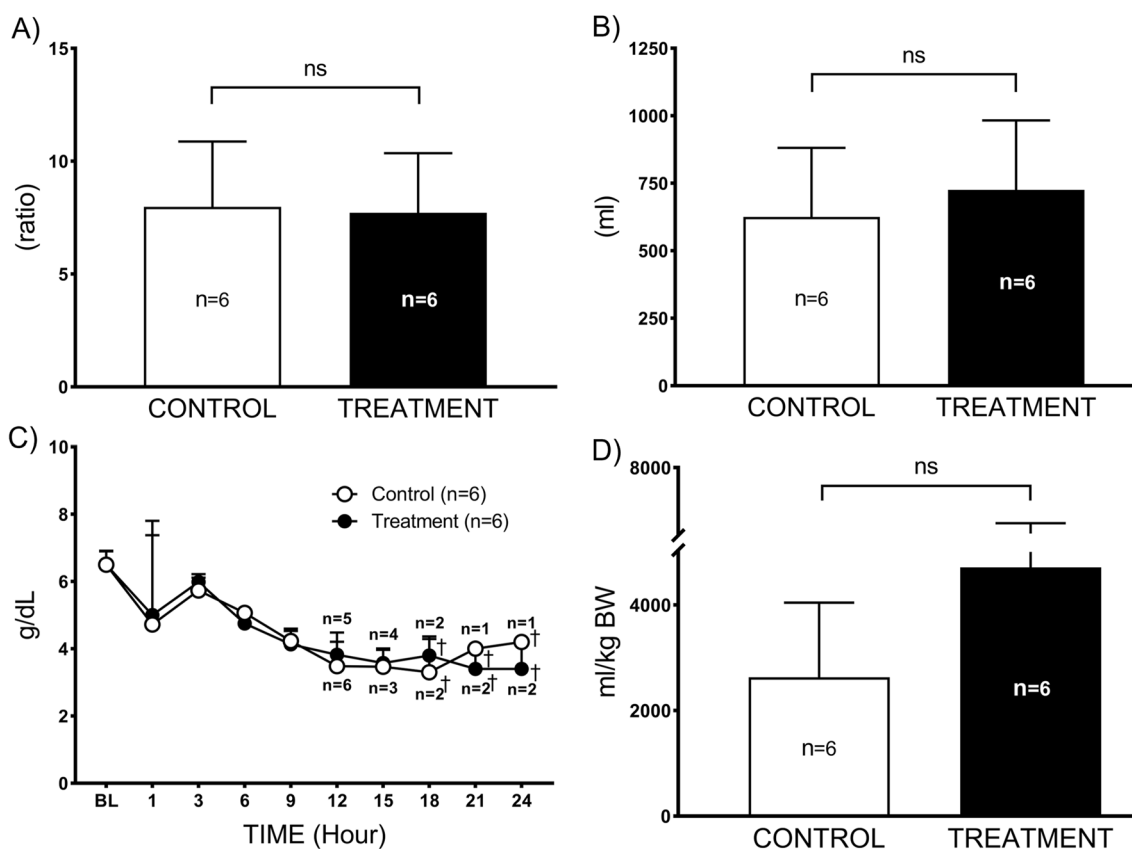 A)
15
10
5
0
(ratio)
ns
n=6
n=6
CONTROL TREATMENT
B)
1250
1000
750
500
250
0
(ml)
ns
n=6
n=6
CONTROL TREATMENT
C)
10
8
6
4
2
0
g/dL
Control (n=6)
Treatment (n=6)
n=5 n=4 n=2 n=1 n=1
† † †
†
n=6 n=3 n=2† n=2† n=2
BL 1 3 6 9 12 15 18 21 24
TIME (Hour)
D)
8000
4000
2000
0
ml/kg BW
ns
n=6
n=6
CONTROL TREATMENT